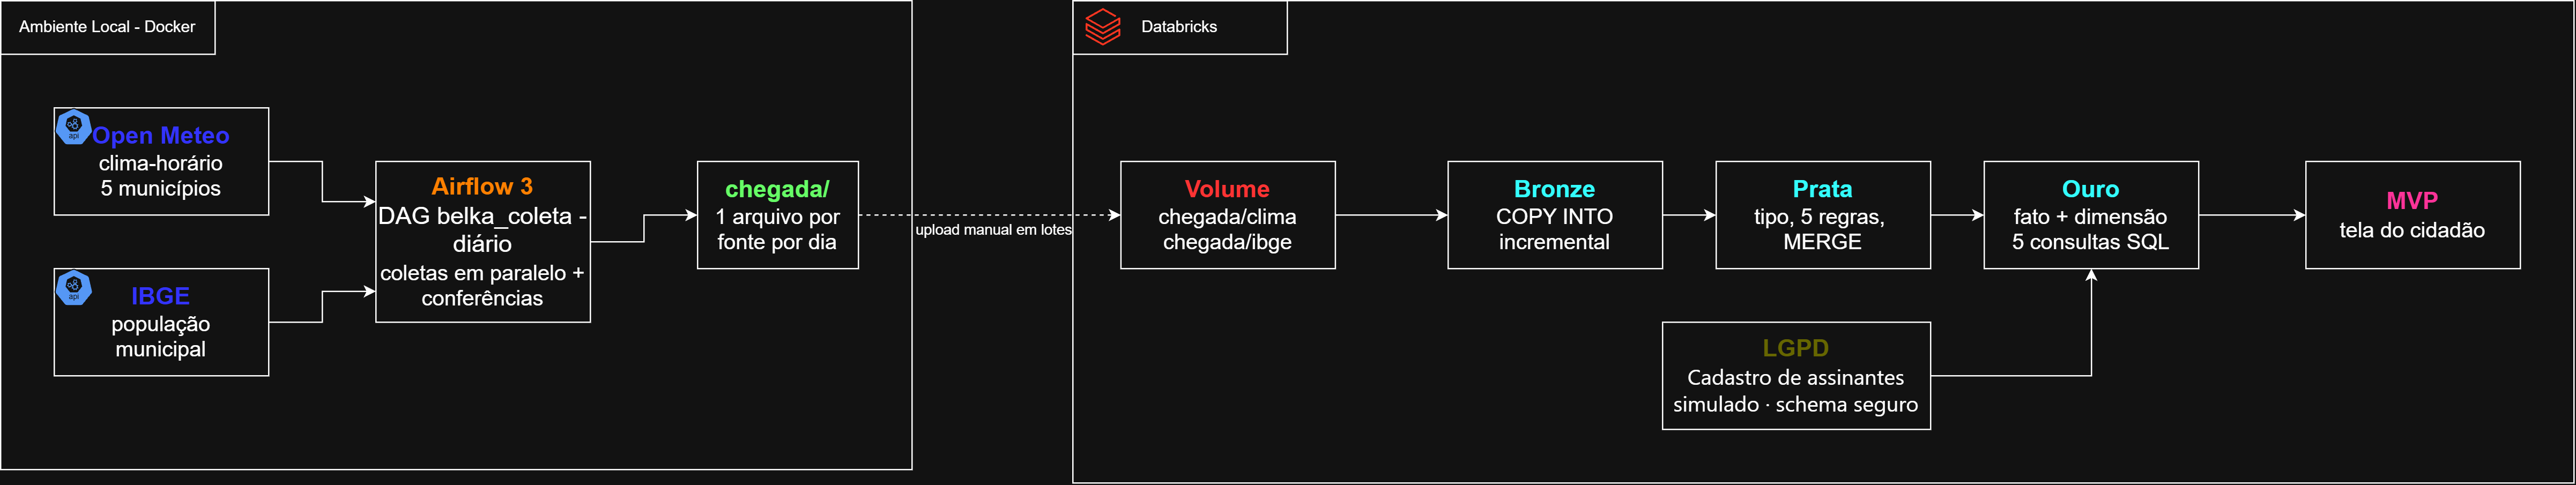 Ambiente Local - Docker
api
Open Meteo
clima-horário
5 municípios
api
IBGE
população
municipal
Airflow 3
DAG belka_coleta -
diário
coletas em paralelo +
conferências
chegada/
1 arquivo por
fonte por dia
upload manual em lotes
Databricks
Volume
chegada/clima
chegada/ibge
Bronze
COPY INTO
incremental
Prata
tipo, 5 regras,
MERGE
Ouro
fato + dimensão
5 consultas SQL
MVP
tela do cidadão
LGPD
Cadastro de assinantes
simulado · schema seguro